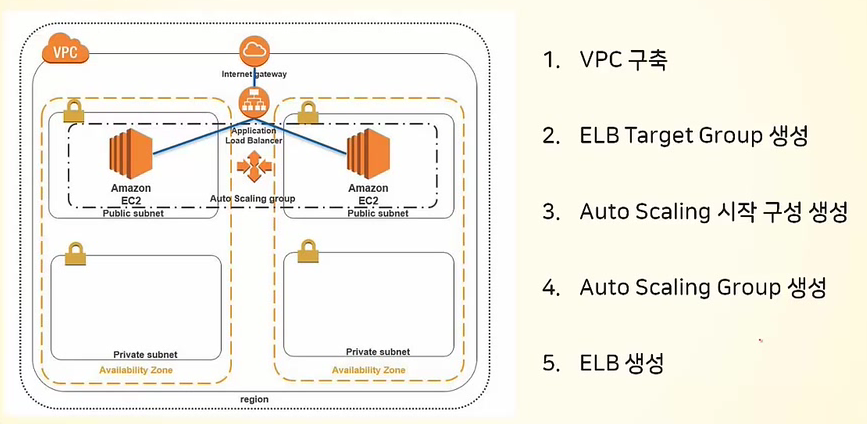 VPC
Internet gateway
Application
Load Balancer
Amazon
EC2
Amazon
EC2
Auto Scaling group
Public subnet
Public subnet
Private subnet
Private subnet
Availability Zone
Availability Zone
region
1. VPC 구축
2. ELB Target Group 생성
3. Auto Scaling 시작 구성 생성
4. Auto Scaling Group 생성
5. ELB 생성